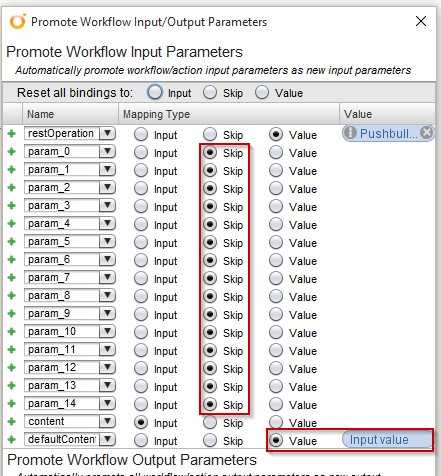 Promote Workflow Input/Output Parameters
Promote Workflow Input Parameters
Automatically promote workflow/action input parameters as new input parameters
Reset all bindings to: Input Skip Value
Name Mapping Type Value
restOperation Input Skip Value Pushbull...
param_0 Input Skip Value
param_1 Input Skip Value
param_2 Input Skip Value
param_3 Input Skip Value
param_4 Input Skip Value
param_5 Input Skip Value
param_6 Input Skip Value
param_7 Input Skip Value
param_8 Input Skip Value
param_9 Input Skip Value
param_10 Input Skip Value
param_11 Input Skip Value
param_12 Input Skip Value
param_13 Input Skip Value
param_14 Input Skip Value
content Input Skip Value
defaultConten Input Skip Value Input value
Promote Workflow Output Parameters
Automatically promote all workflow/action output parameters as new output